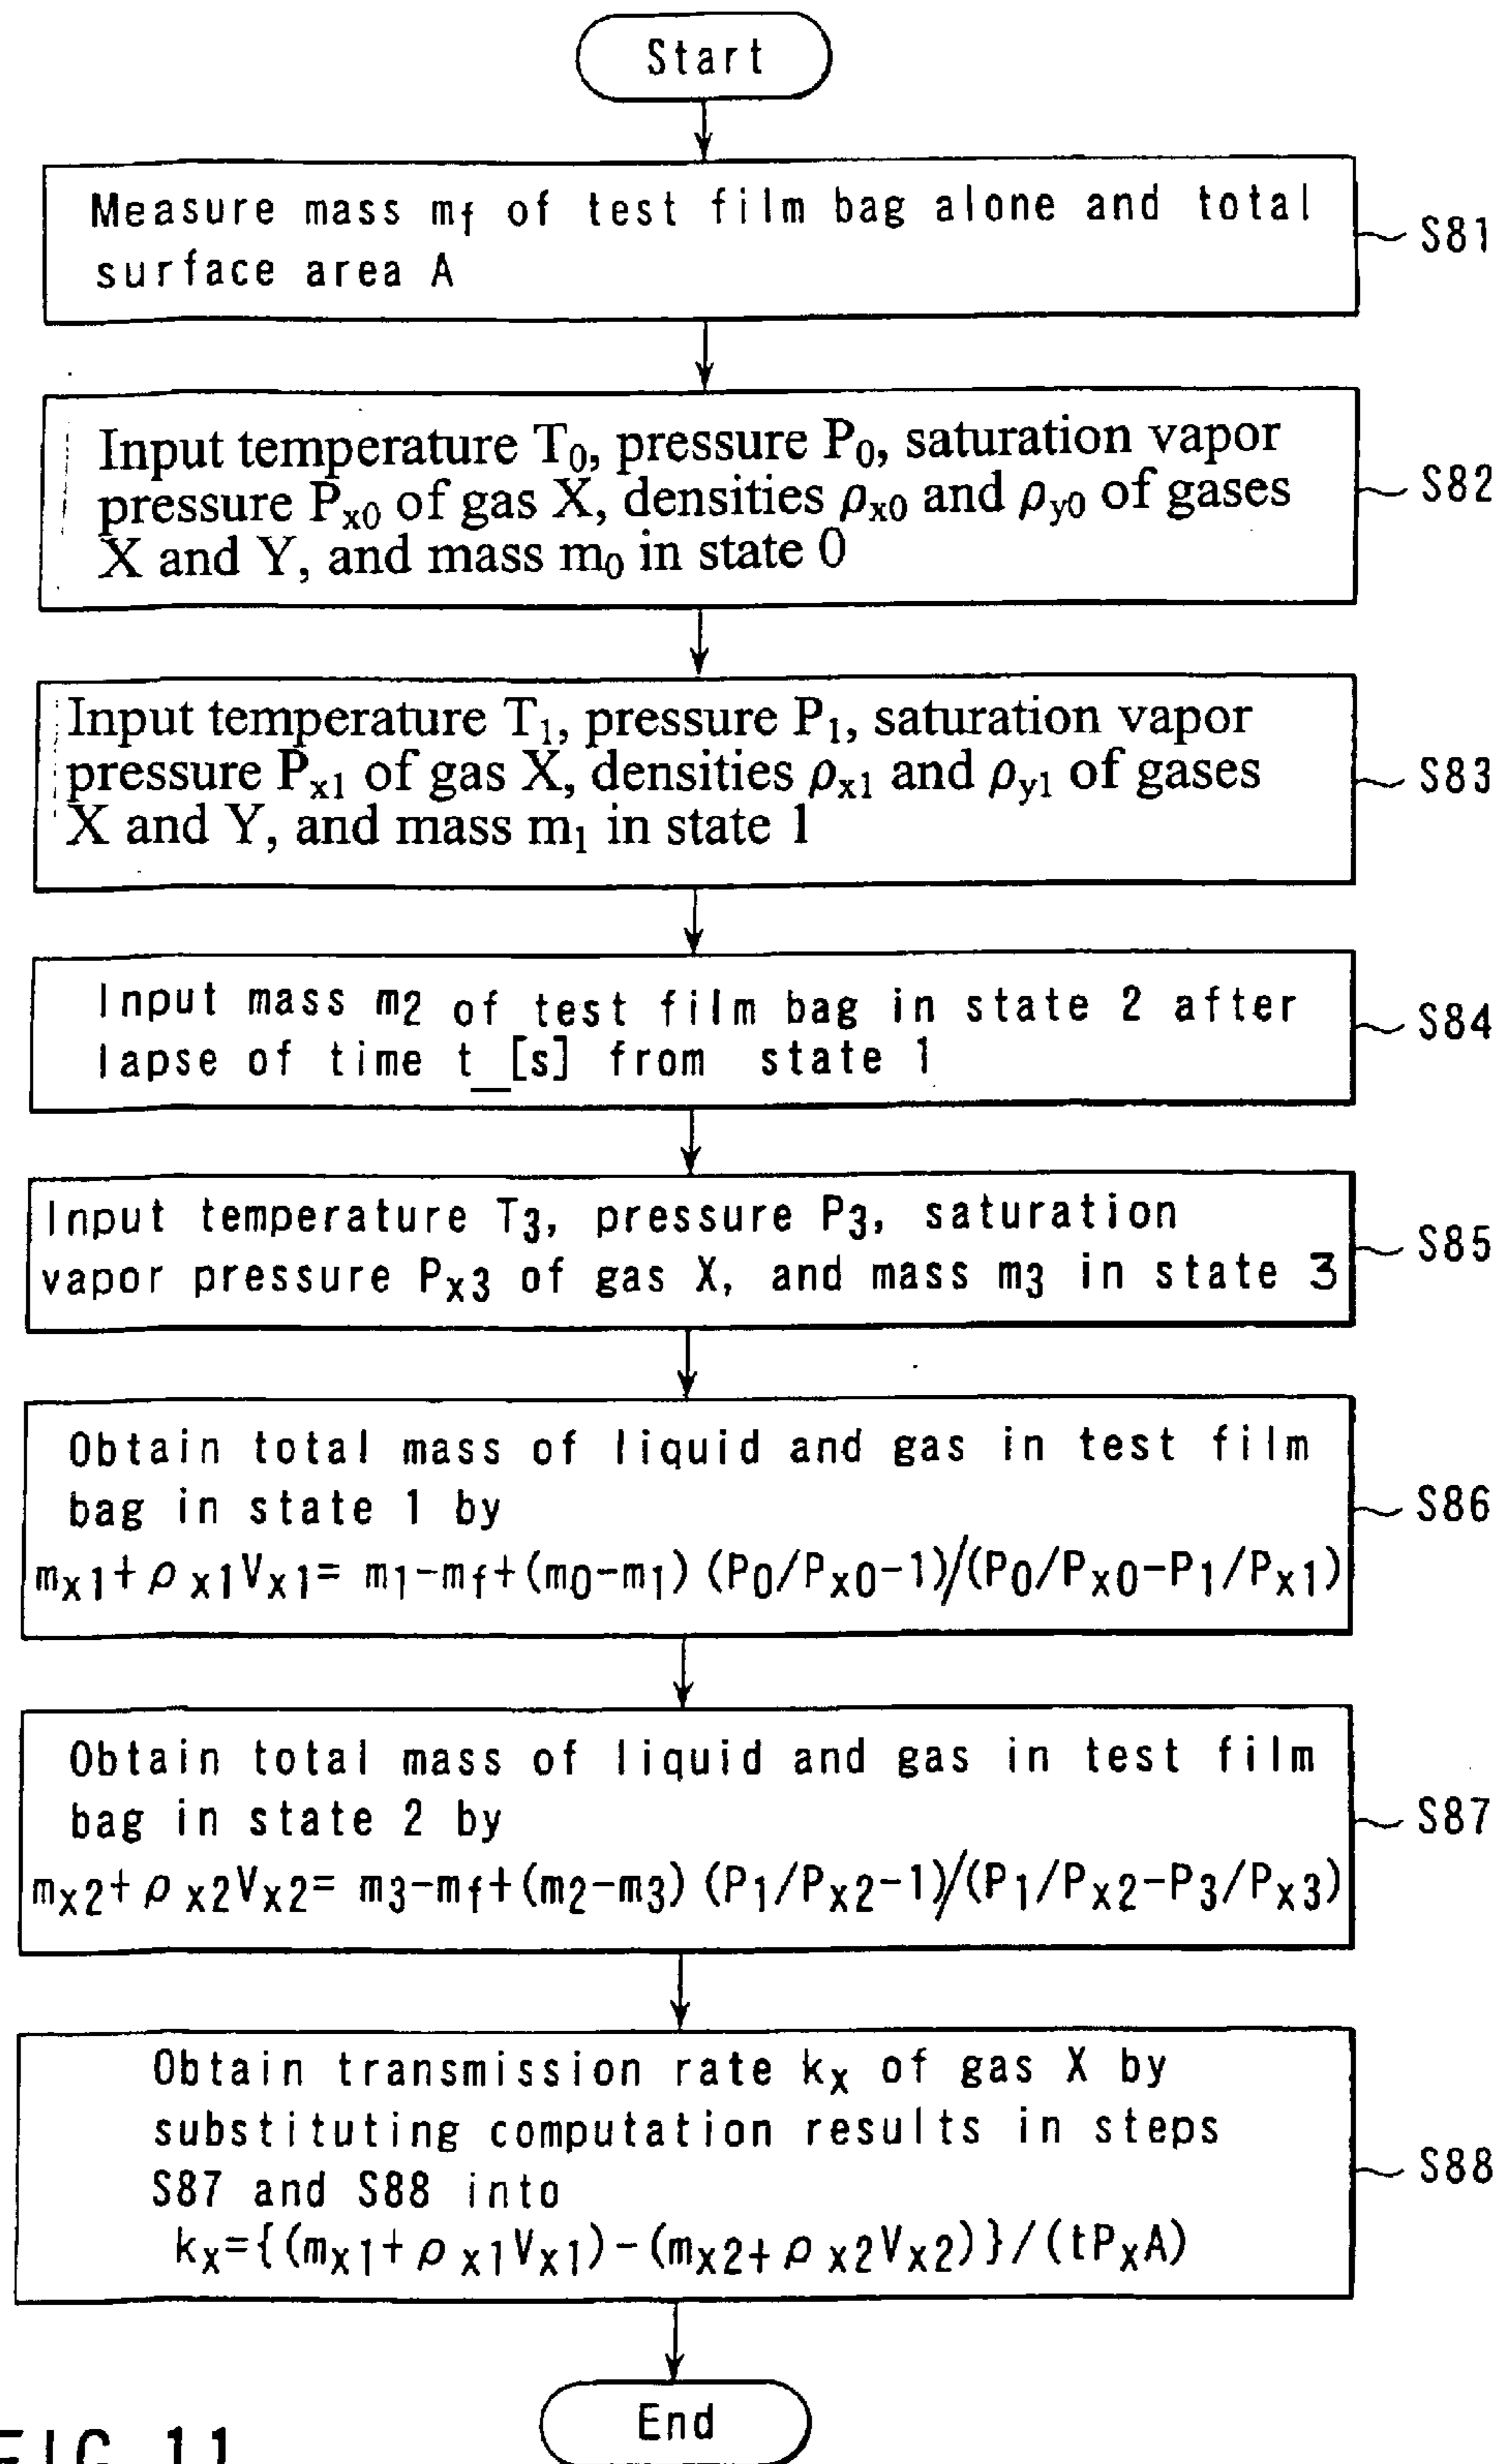 Start
Measure mass mf of test film bag alone and total
surface area A
S81
Input temperature T0, pressure P0, saturation vapor
pressure Px0 of gas X, densities ρx0 and ρy0 of gases
X and Y, and mass m0 in state 0
S82
Input temperature T1, pressure P1, saturation vapor
pressure Px1 of gas X, densities ρx1 and ρy1 of gases
X and Y, and mass m1 in state 1
S83
Input mass m2 of test film bag in state 2 after
lapse of time t_[s] from state 1
S84
Input temperature T3, pressure P3, saturation
vapor pressure Px3 of gas X, and mass m3 in state 3
S85
Obtain total mass of liquid and gas in test film
bag in state 1 by
mx1+ρx1Vx1= m1-mf+(m0-m1) (P0/Px0-1)/(P0/Px0-P1/Px1)
S86
Obtain total mass of liquid and gas in test film
bag in state 2 by
mx2+ρx2Vx2= m3-mf+(m2-m3) (P1/Px2-1)/(P1/Px2-P3/Px3)
S87
Obtain transmission rate kx of gas X by
substituting computation results in steps
S87 and S88 into
kx={(mx1+ρx1Vx1)-(mx2+ρx2Vx2)}/(tPxA)
S88
End
FIG. 11